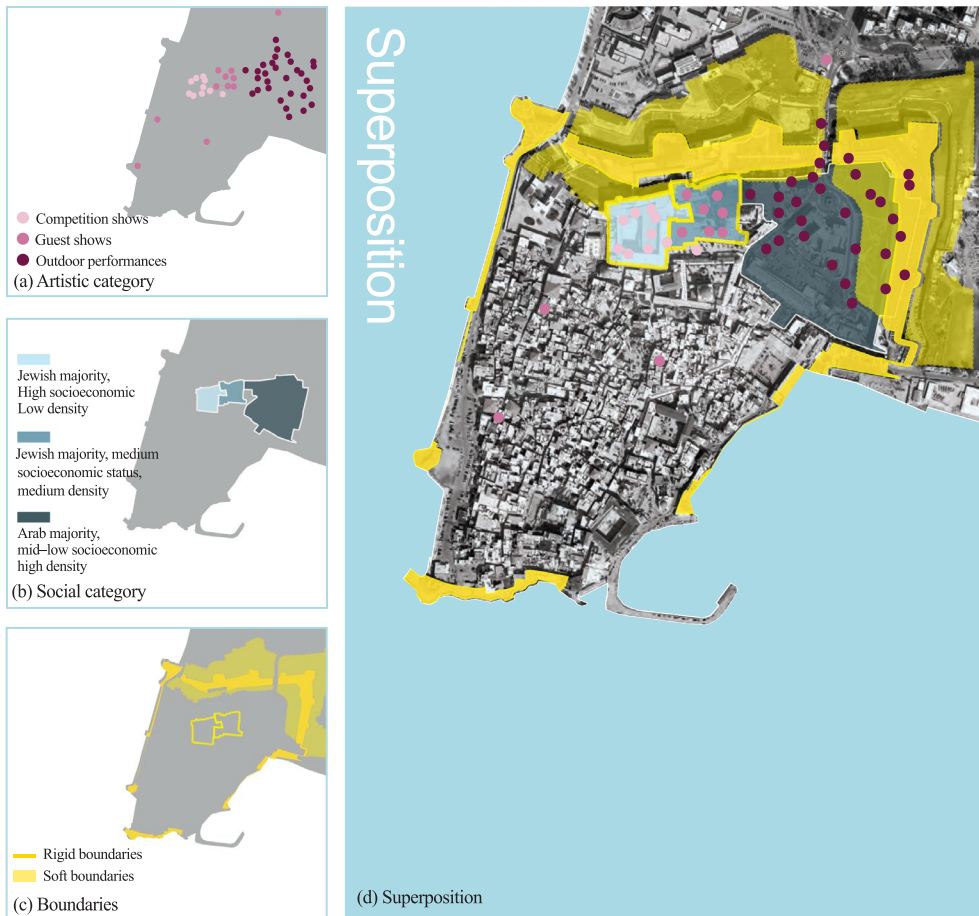 Competition shows
Guest shows
Outdoor performances
(a) Artistic category
Jewish majority,
High socioeconomic
Low density
Jewish majority, medium
socioeconomic status,
medium density
Arab majority,
mid–low socioeconomic
high density
(b) Social category
Rigid boundaries
Soft boundaries
(c) Boundaries
Superposition
(d) Superposition